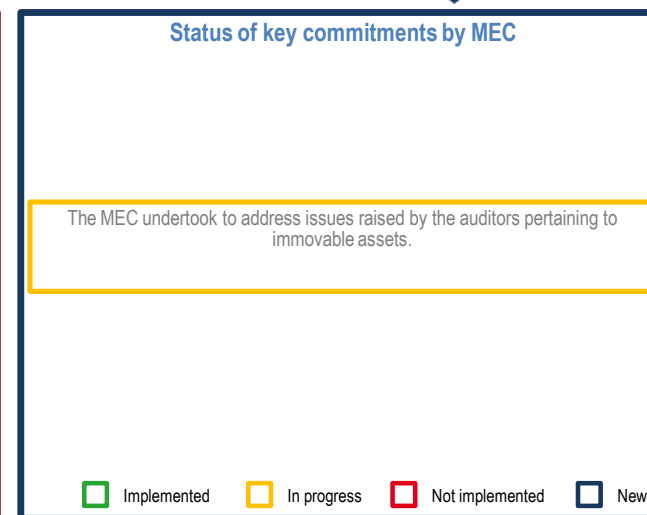 Status of key commitments by MEC
The MEC undertook to address issues raised by the auditors pertaining to
immovable assets.
Implemented In progress Not implemented New